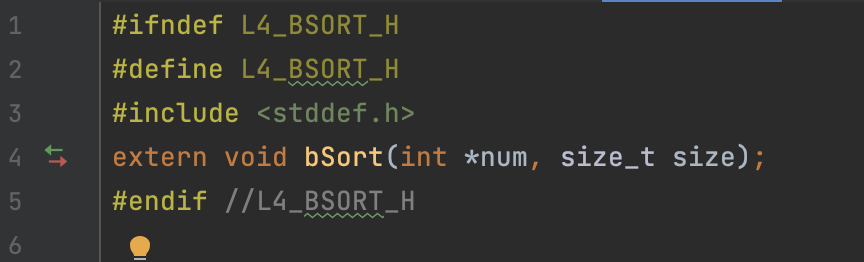 1 #ifndef L4_BSORT_H
2 #define L4_BSORT_H
3 #include <stddef.h>
4 extern void bSort(int *num, size_t size);
5 #endif //L4_BSORT_H
6